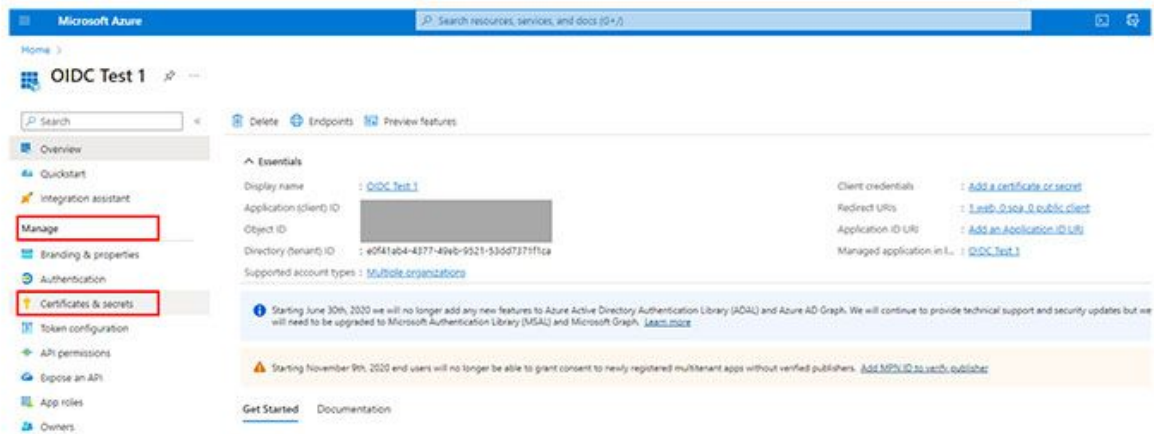 Microsoft Azure
Search resources, services, and docs (G+/)
Home >
OIDC Test 1
Search
Delete Endpoints Preview features
Overview
Quickstart
Integration assistant
Manage
Branding & properties
Authentication
Certificates & secrets
Token configuration
API permissions
Expose an API
App roles
Owners
Essentials
Display name : OIDC Test 1
Application (client) ID
Object ID
Directory (tenant) ID : e0f41ab4-4377-49eb-9521-53dd7371f1ca
Supported account types : Multiple organizations
Client credentials : Add a certificate or secret
Redirect URIs : 1 web, 0 spa, 0 public client
Application ID URI : Add an Application ID URI
Managed application in l... : OIDC Test 1
Starting June 30th, 2020 we will no longer add any new features to Azure Active Directory Authentication Library (ADAL) and Azure AD Graph. We will continue to provide technical support and security updates but we
will need to be upgraded to Microsoft Authentication Library (MSAL) and Microsoft Graph. Learn more
Starting November 9th, 2020 end users will no longer be able to grant consent to newly registered multitenant apps without verified publishers. Add MPN ID to verify publisher
Get Started Documentation